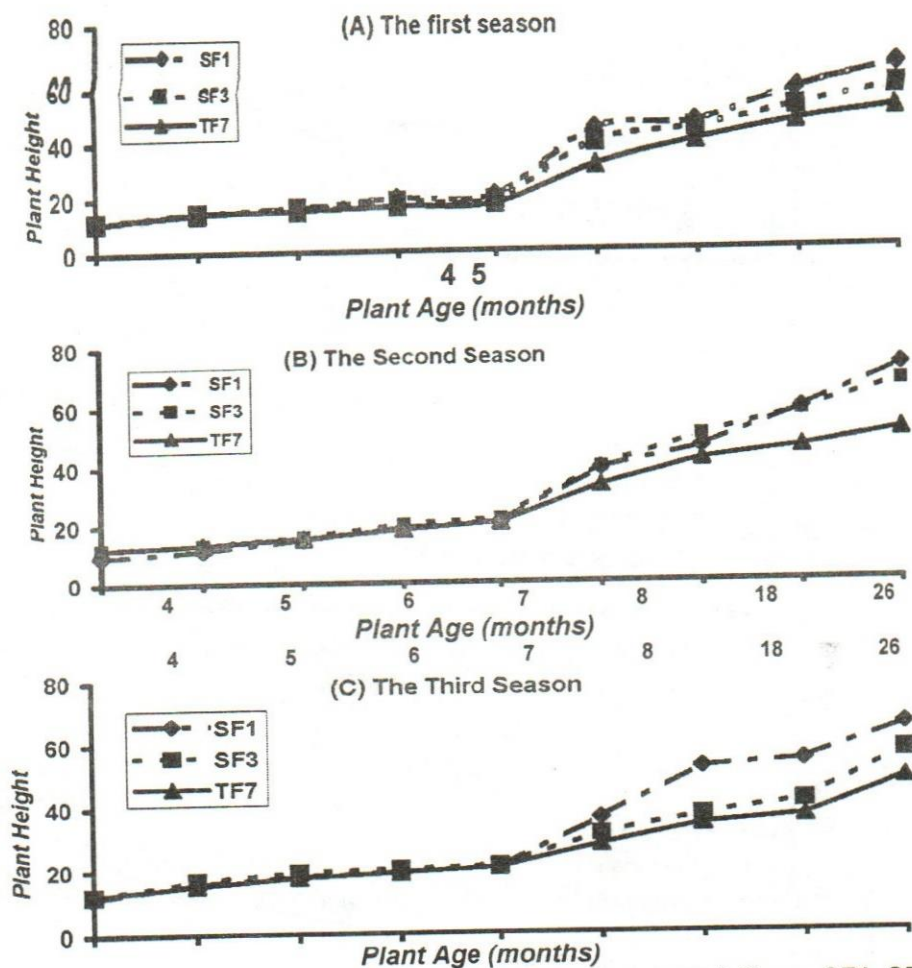 (A) The first season
80
60
40
20
0
SF1
SF3
TF7
Plant Height
4 5
Plant Age (months)
(B) The Second Season
80
60
40
20
0
SF1
SF3
TF7
Plant Height
4 5 6 7 8 18 26
Plant Age (months)
4 5 6 7 8 18 26
(C) The Third Season
80
60
40
20
0
SF1
SF3
TF7
Plant Height
Plant Age (months)